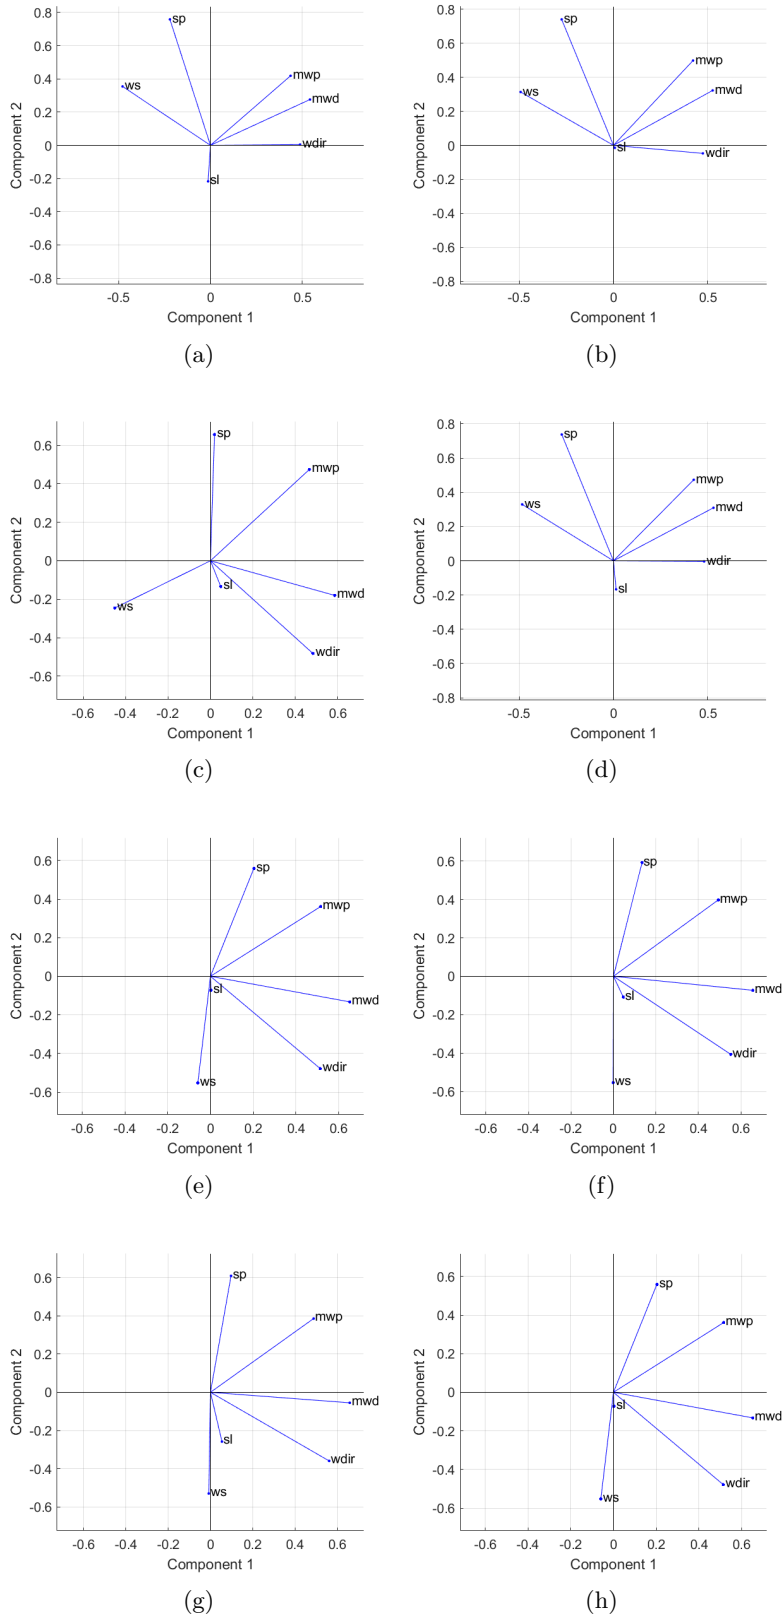 0.8
0.6
0.4
0.2
0
-0.2
-0.4
-0.6
-0.8
-0.5
0
0.5
Component 1
Component 2
sp
mwp
ws
mwd
wdir
sl
(a)
0.8
0.6
0.4
0.2
0
-0.2
-0.4
-0.6
-0.8
-0.5
0
0.5
Component 1
Component 2
sp
mwp
ws
mwd
sl
wdir
(b)
0.6
0.4
0.2
0
-0.2
-0.4
-0.6
-0.6 -0.4 -0.2 0 0.2 0.4 0.6
Component 1
Component 2
sp
mwp
sl
mwd
ws
wdir
(c)
0.8
0.6
0.4
0.2
0
-0.2
-0.4
-0.6
-0.8
-0.5
0
0.5
Component 1
Component 2
sp
mwp
ws
mwd
wdir
sl
(d)
0.6
0.4
0.2
0
-0.2
-0.4
-0.6
-0.6 -0.4 -0.2 0 0.2 0.4 0.6
Component 1
Component 2
sp
mwp
sl
mwd
wdir
ws
(e)
0.6
0.4
0.2
0
-0.2
-0.4
-0.6
-0.6 -0.4 -0.2 0 0.2 0.4 0.6
Component 1
Component 2
sp
mwp
mwd
sl
wdir
ws
(f)
0.6
0.4
0.2
0
-0.2
-0.4
-0.6
-0.6 -0.4 -0.2 0 0.2 0.4 0.6
Component 1
Component 2
sp
mwp
mwd
sl
wdir
ws
(g)
0.6
0.4
0.2
0
-0.2
-0.4
-0.6
-0.6 -0.4 -0.2 0 0.2 0.4 0.6
Component 1
Component 2
sp
mwp
sl
mwd
wdir
ws
(h)